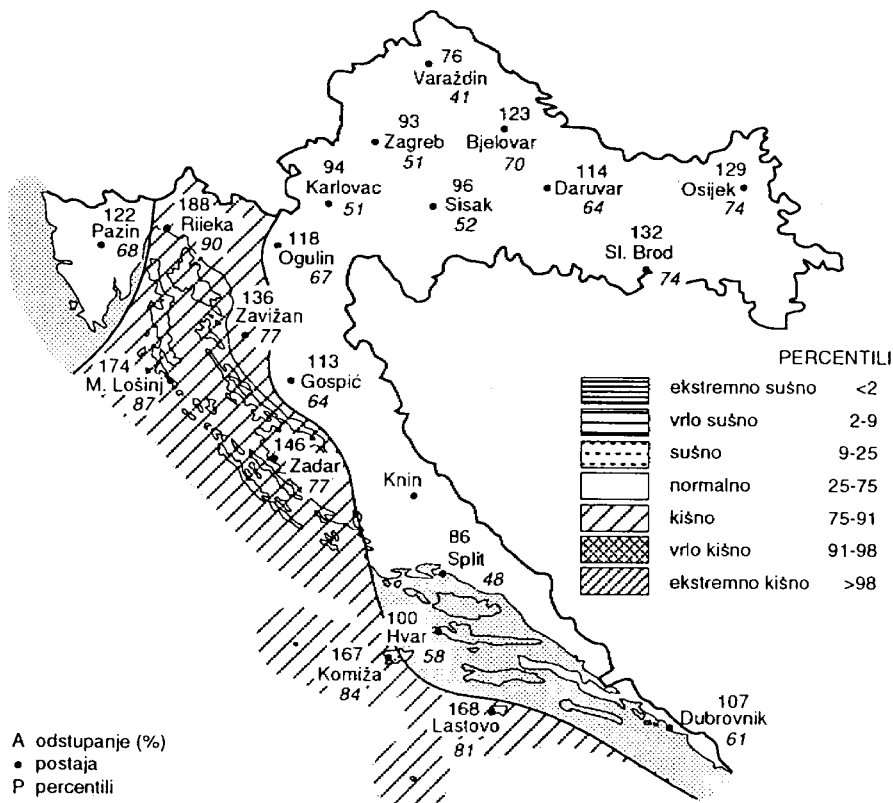 76
Varaždin
41
123
Bjelovar
70
93
Zagreb
51
114
Daruvar
64
129
Osijek
74
94
Karlovac
51
96
Sisak
52
132
Sl. Brod
74
122
Pazin
68
188
Rijeka
90
118
Ogulin
67
136
Zavižan
77
174
M. Lošinj
87
113
Gospić
64
146
Zadar
77
Knin
86
Split
48
100
Hvar
58
167
Komiža
84
168
Lastovo
81
107
Dubrovnik
61
PERCENTILI
ekstremno sušno <2
vrlo sušno 2-9
sušno 9-25
normalno 25-75
kišno 75-91
vrlo kišno 91-98
ekstremno kišno >98
A odstupanje (%)
• postaja
P percentili